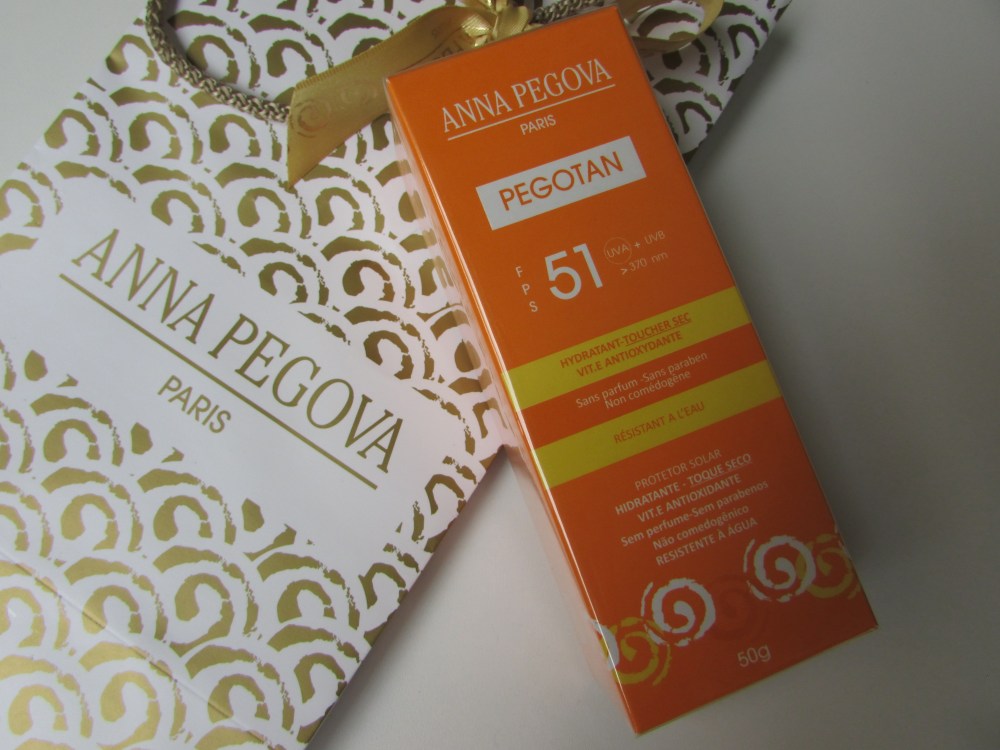 ANNA PEGOVA
PARIS
ANNA PEGOVA
PARIS
PEGOTAN
FPS
51
UVA + UVB
>370 nm
HYDRATANT-TOUCHER SEC
VIT.E ANTIOXYDANTE
Sans parfum -Sans paraben
Non comédogène
RÉSISTANT A L'EAU
PROTETOR SOLAR
HIDRATANTE - TOQUE SECO
VIT.E ANTIOXIDANTE
Sem perfume-Sem parabenos
Não comedogênico
RESISTENTE À ÁGUA
50g